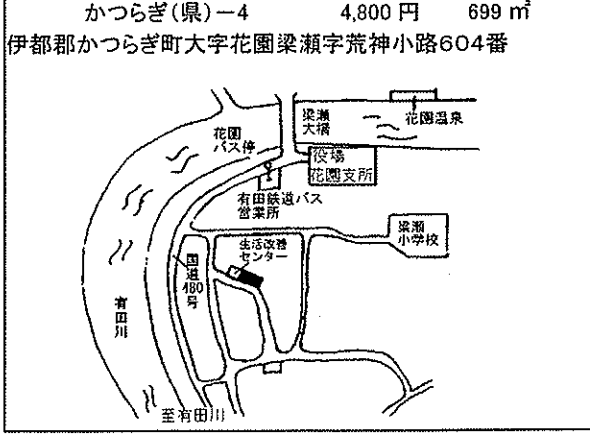 かつらぎ(県)－4 4,800 円 699 ㎡
伊都郡かつらぎ町大字花園梁瀬字荒神小路604番
花園
バス停
梁瀬
大橋
花園温泉
役場
花園支所
有田鉄道バス
営業所
梁瀬
小学校
生活改善
センター
国道480号
有田川
至有田川